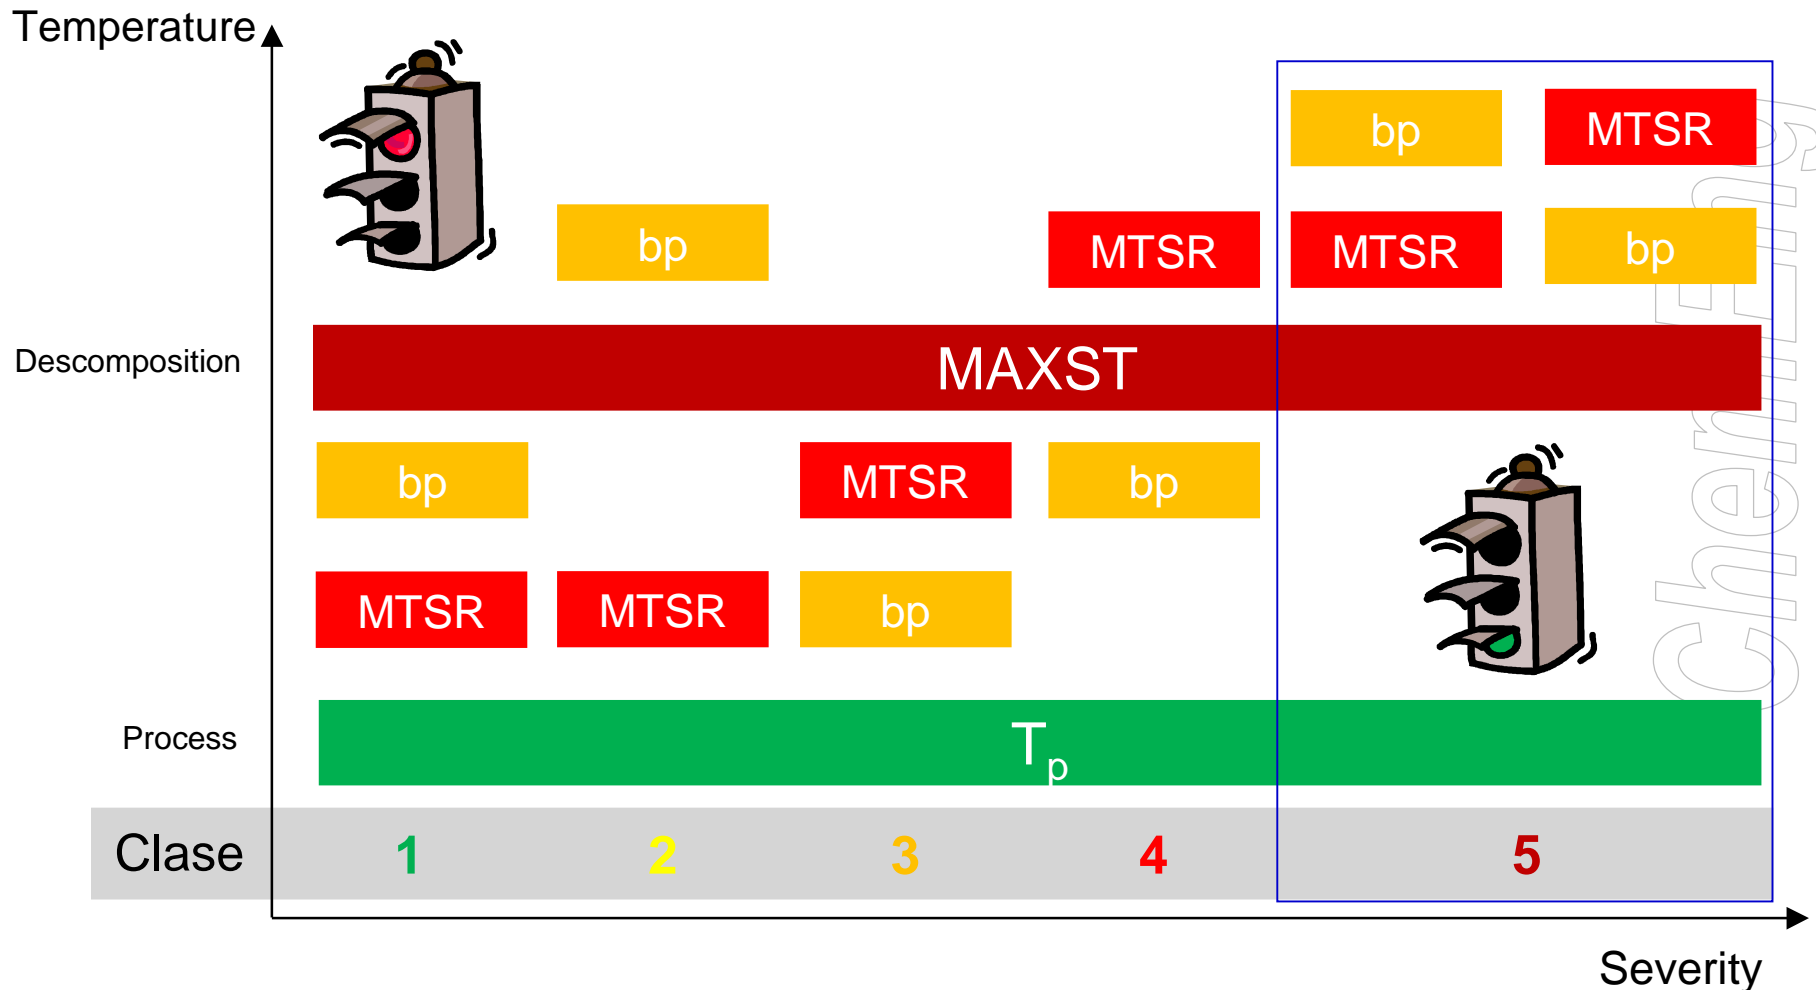 Temperature
bp MTSR
bp MTSR MTSR bp
Descomposition MAXST
bp MTSR bp
MTSR MTSR bp
Process Tp
Clase 1 2 3 4 5
Severity
ChemEng